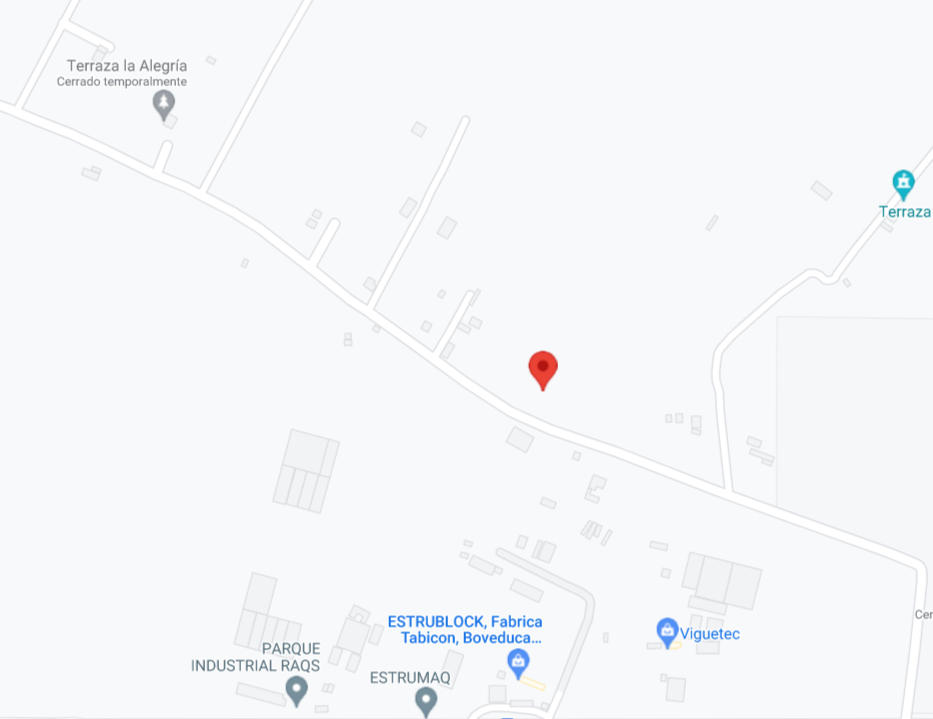 Terraza la Alegría
Cerrado temporalmente
Terraza
Cer
ESTRUBLOCK, Fabrica
Tabicon, Boveduca...
Viguetec
PARQUE
INDUSTRIAL RAQS
ESTRUMAQ